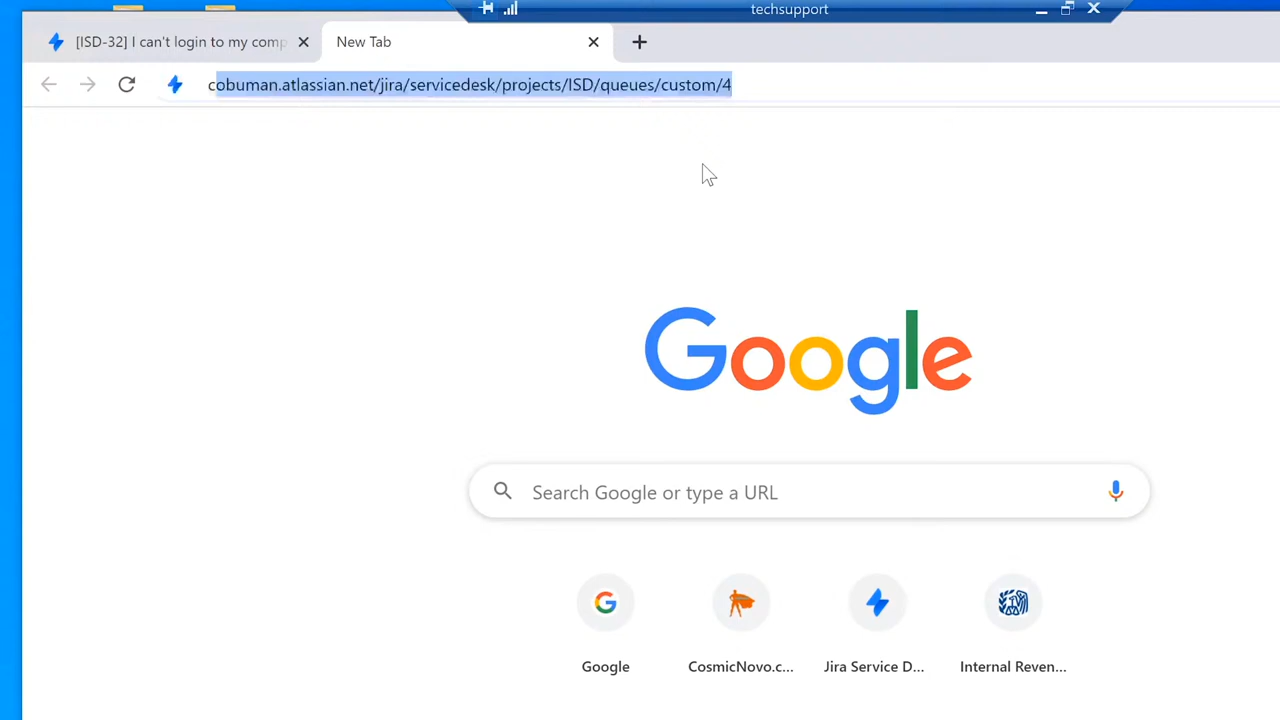 techsupport
[ISD-32] I can't login to my comp
New Tab
cobuman.atlassian.net/jira/servicedesk/projects/ISD/queues/custom/4
Google
Search Google or type a URL
Google
CosmicNovo.c...
Jira Service D...
Internal Reven...